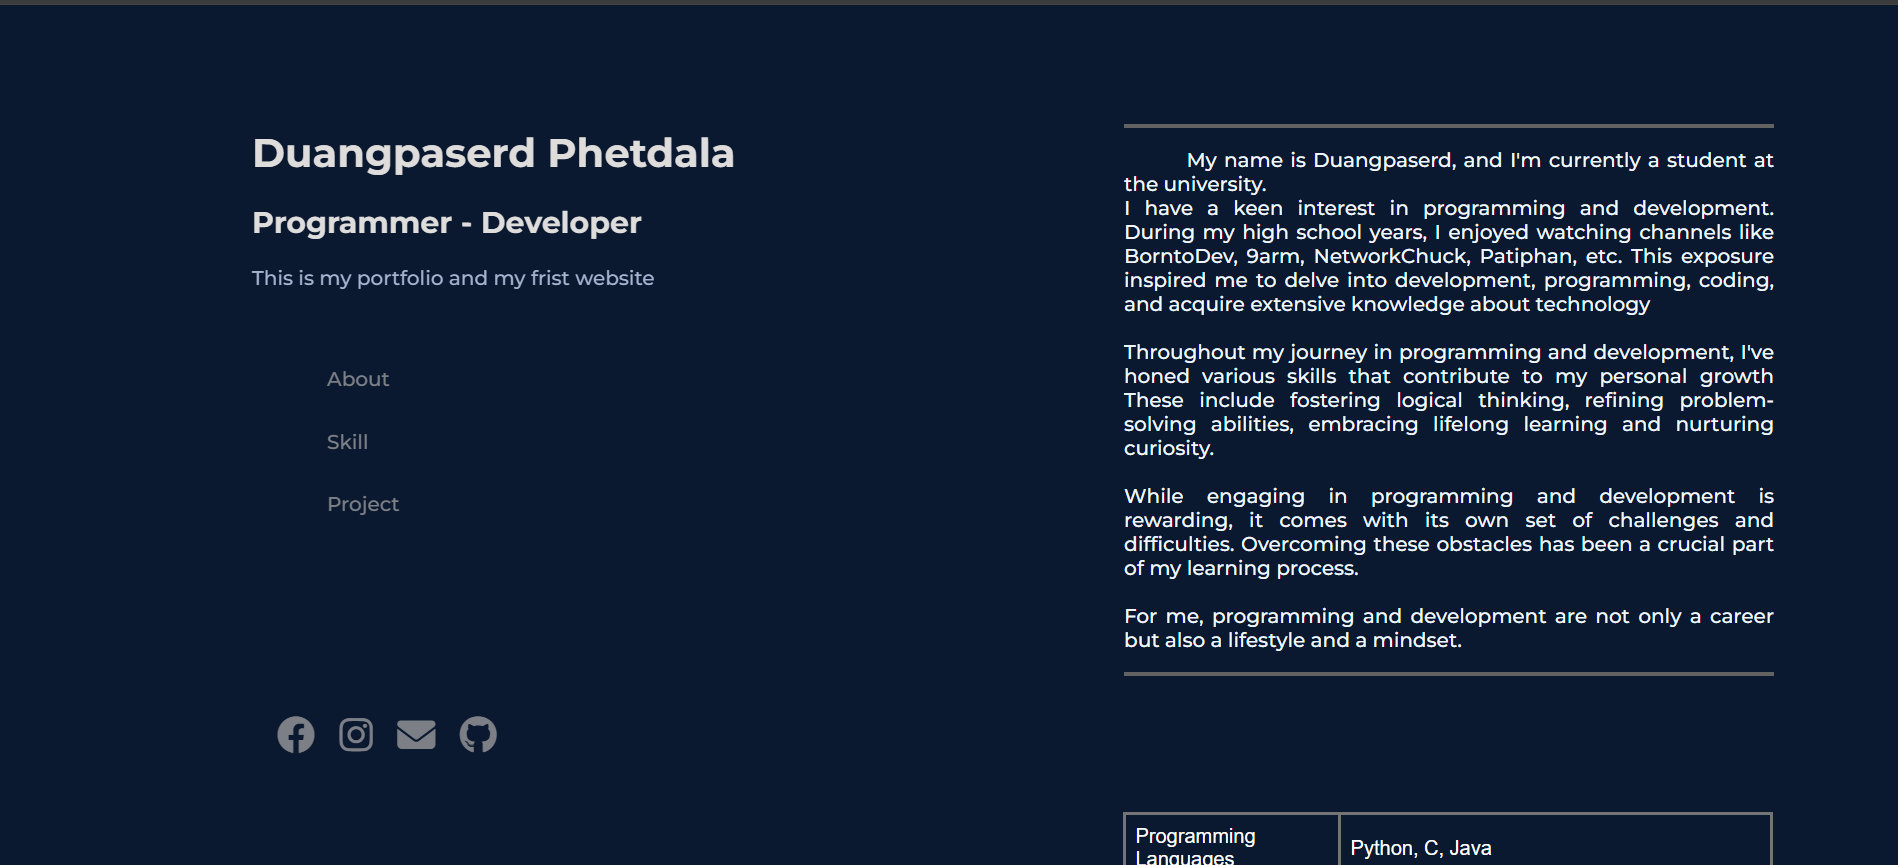 Duangpaserd Phetdala
Programmer - Developer
This is my portfolio and my frist website
About
Skill
Project
My name is Duangpaserd, and I'm currently a student at
the university.
I have a keen interest in programming and development.
During my high school years, I enjoyed watching channels like
BorntoDev, 9arm, NetworkChuck, Patiphan, etc. This exposure
inspired me to delve into development, programming, coding,
and acquire extensive knowledge about technology
Throughout my journey in programming and development, I've
honed various skills that contribute to my personal growth
These include fostering logical thinking, refining problem-
solving abilities, embracing lifelong learning and nurturing
curiosity.
While engaging in programming and development is
rewarding, it comes with its own set of challenges and
difficulties. Overcoming these obstacles has been a crucial part
of my learning process.
For me, programming and development are not only a career
but also a lifestyle and a mindset.
Programming
Languages
Python, C, Java